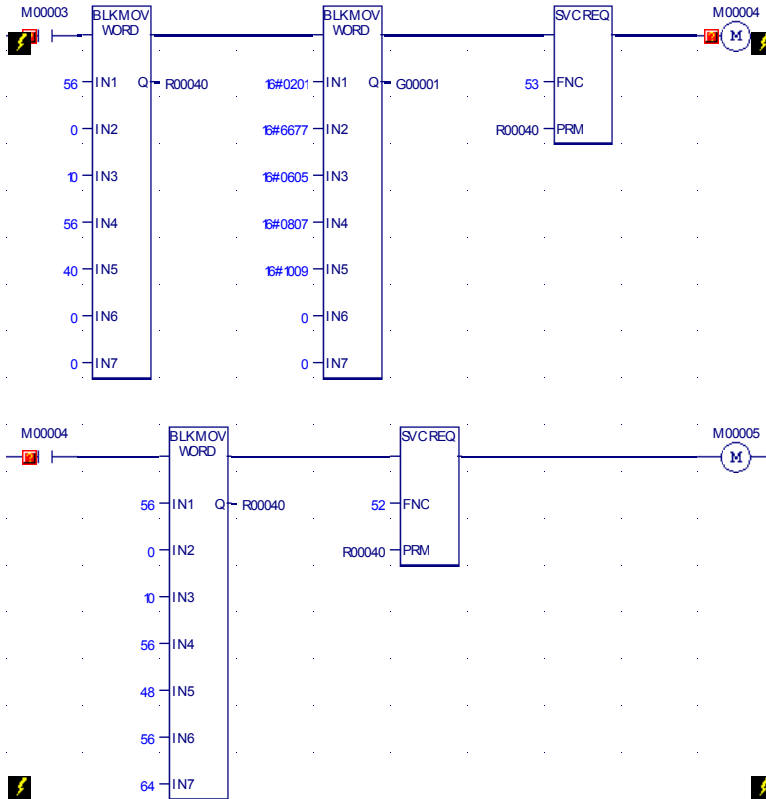 M00003 BLKMOV BLKMOV SVCREQ M00004
WORD WORD
M
56 IN1 Q R00040 16#0201 IN1 Q G00001 53 FNC
0 IN2 16#6677 IN2 R00040 PRM
10 IN3 16#0605 IN3
56 IN4 16#0807 IN4
40 IN5 16#1009 IN5
0 IN6 0 IN6
0 IN7 0 IN7
M00004 BLKMOV SVCREQ M00005
WORD M
56 IN1 Q R00040 52 FNC
0 IN2 R00040 PRM
10 IN3
56 IN4
48 IN5
56 IN6
64 IN7